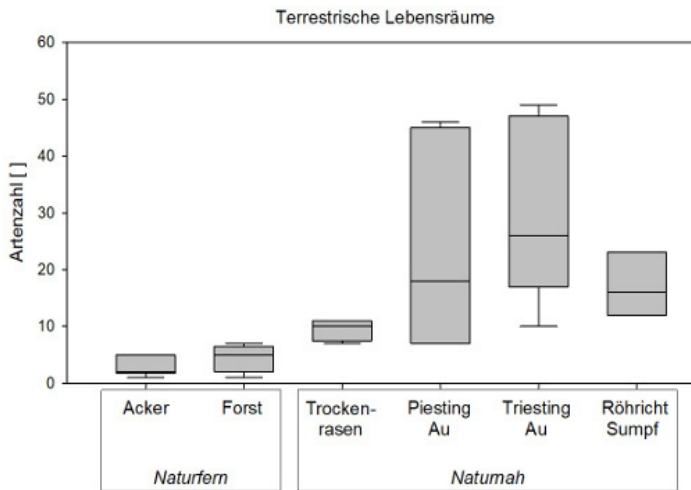 Terrestrische Lebensräume
Artenzahl [ ]
60
50
40
30
20
10
0
Acker
Forst
Trocken-
rasen
Piesting
Au
Triesting
Au
Röhricht
Sumpf
Naturfern
Naturnah